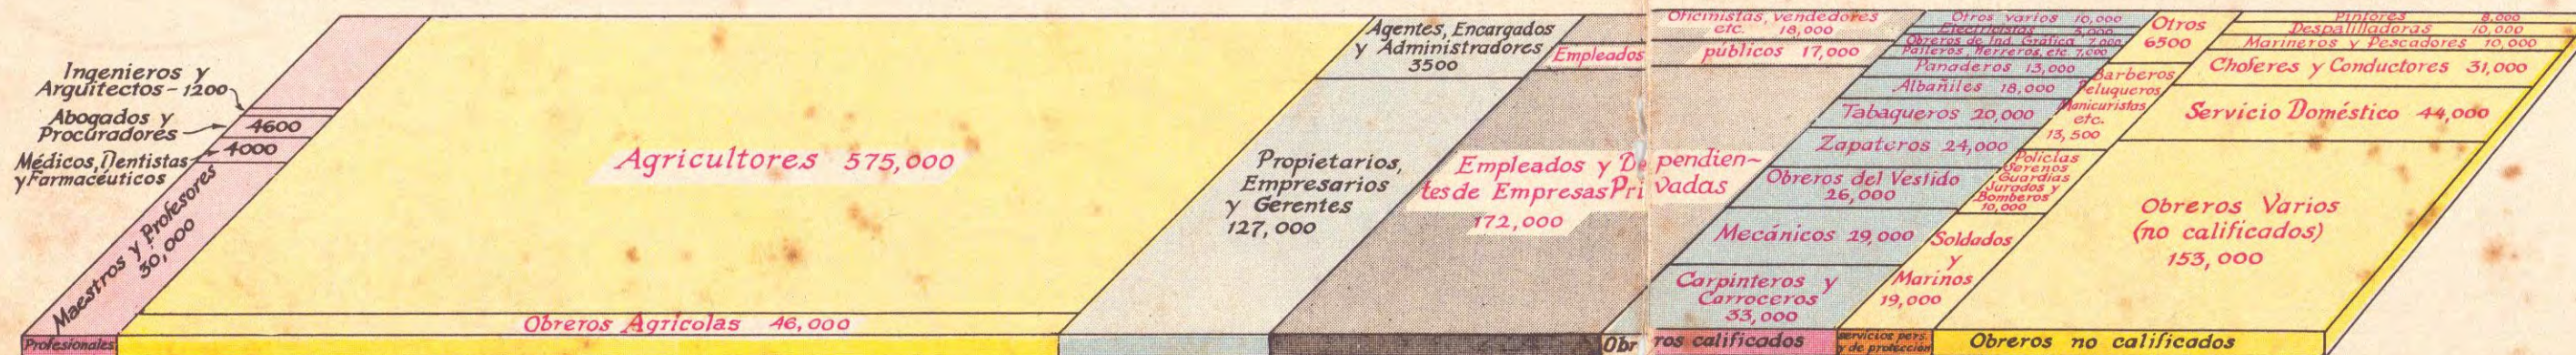 Ingenieros y
Arquitectos - 1200
Abogados y
Procuradores
4600
Médicos, Dentistas
y Farmacéuticos
4000
Maestros y Profesores
30,000
Profesionales
Agricultores 575,000
Obreros Agrícolas 46,000
Agentes, Encargados
y Administradores
3500
Propietarios,
Empresarios
y Gerentes
127,000
Oficinistas, vendedores
etc. 18,000
Empleados públicos 17,000
Empleados y Dependien-
tes de Empresas Privadas
172,000
Otros varios 10,000
Electricistas
Obreros de Ind. Gráfica 7,000
Herreros, etc. 7,000
Panaderos 13,000
Albañiles 18,000
Tabaqueros 20,000
Zapateros 24,000
Obreros del Vestido
26,000
Mecánicos 29,000
Carpinteros y
Carroceros
33,000
Obreros calificados
Otros
6500
Barberos
Peluqueros
Manicuristas
etc.
13,500
Policías
Serenos
Guardias
Jurados y
Bomberos
10,000
Soldados
y
Marinos
19,000
servicios pers.
y de protección
Pintores 8,000
Despalilladoras 10,000
Marineros y Pescadores 10,000
Choferes y Conductores 31,000
Servicio Doméstico 44,000
Obreros Varios
(no calificados)
153,000
Obreros no calificados